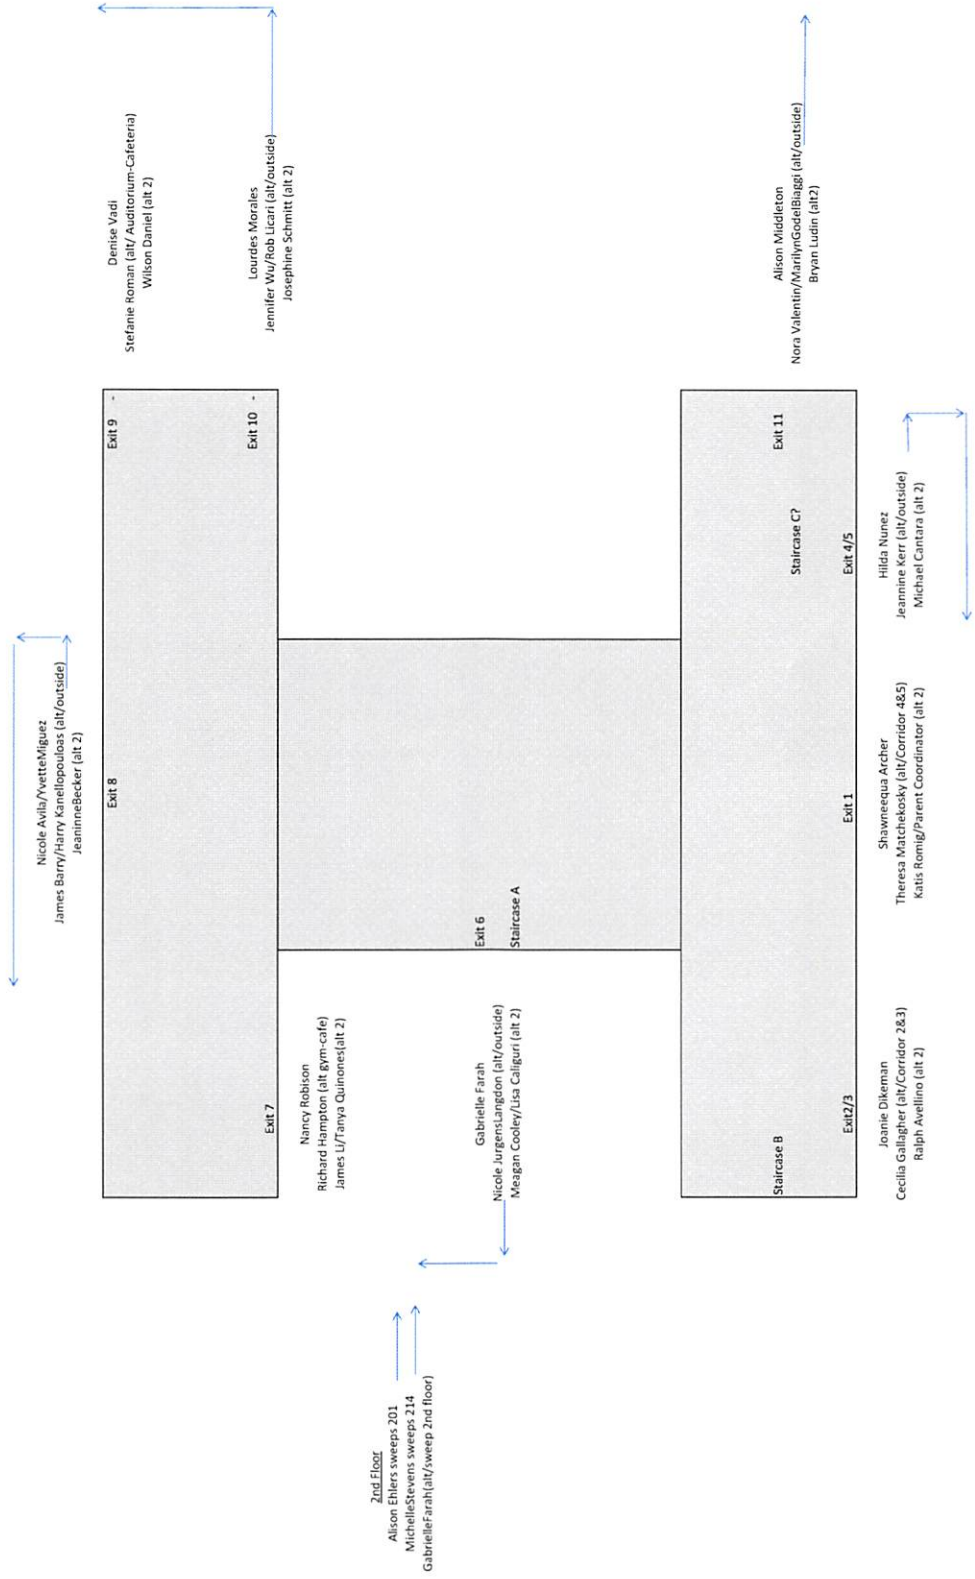 Nicole Avila/YvetteMiguez
James Barry/Harry Kanellopouloas (alt/outside)
JeaninneBecker (alt 2)
Denise Vadi
Stefanie Roman (alt/ Auditorium-Cafeteria)
Wilson Daniel (alt 2)
Exit 8
Exit 9 -
Exit 7
Exit 10 -
Lourdes Morales
Jennifer Wu/Rob Licari (alt/outside)
Josephine Schmitt (alt 2)
Nancy Robison
Richard Hampton (alt gym-cafe)
James Li/Tanya Quinones(alt 2)
2nd Floor
Alison Ehlers sweeps 201
MichelleStevens sweeps 214
GabrielleFarah(alt/sweep 2nd floor)
Gabrielle Farah
Nicole JurgensLangdon (alt/outside)
Meagan Cooley/Lisa Caliguri (alt 2)
Exit 6
Staircase A
Staircase B
Exit2/3
Exit 1
Staircase C?
Exit 4/5
Exit 11
Alison Middleton
Nora Valentin/MarilynGodelBiaggi (alt/outside)
Bryan Ludin (alt2)
Joanie Dikeman
Cecilia Gallagher (alt/Corridor 2&3)
Ralph Avellino (alt 2)
Shawneequa Archer
Theresa Matchekosky (alt/Corridor 4&5)
Katis Romig/Parent Coordinator (alt 2)
Hilda Nunez
Jeannine Kerr (alt/outside)
Michael Cantara (alt 2)